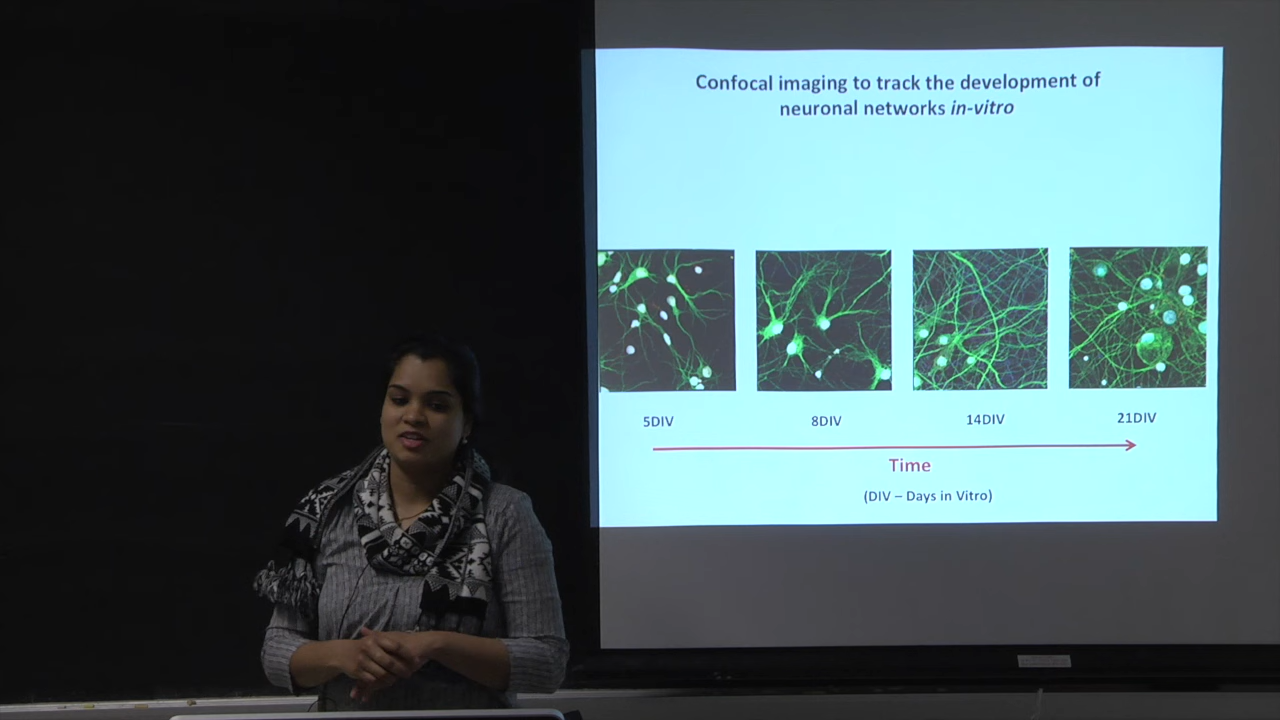 Confocal imaging to track the development of
neuronal networks in-vitro
5DIV
8DIV
14DIV
21DIV
Time
(DIV – Days in Vitro)